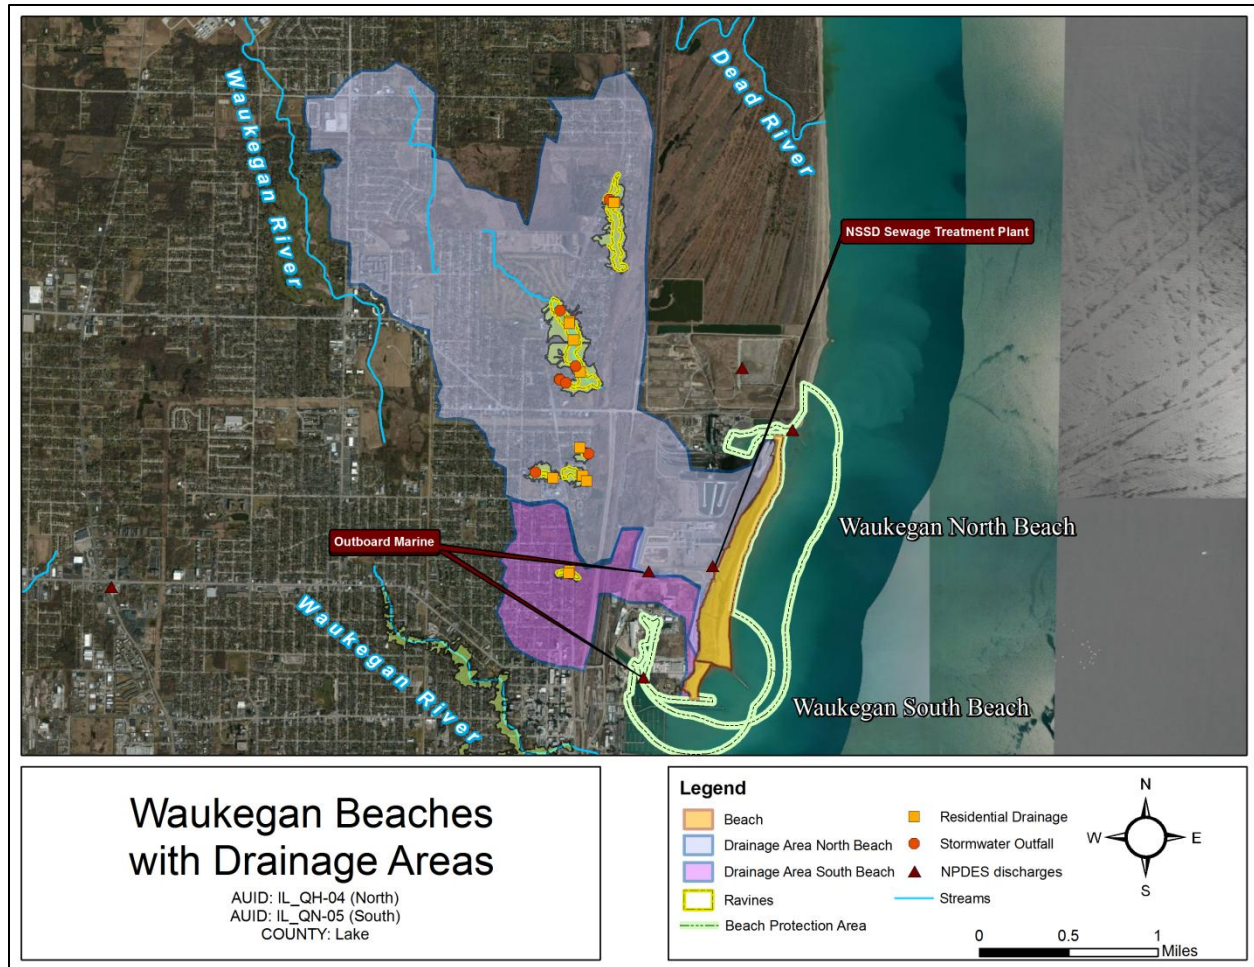 Waukegan River
Dead River
NSSD Sewage Treatment Plant
Waukegan North Beach
Outboard Marine
Waukegan River
Waukegan South Beach
Waukegan Beaches
with Drainage Areas
AUID: IL_QH-04 (North)
AUID: IL_QN-05 (South)
COUNTY: Lake
Legend
Beach
Drainage Area North Beach
Drainage Area South Beach
Ravines
Beach Protection Area
Residential Drainage
Stormwater Outfall
NPDES discharges
Streams
N
W E
S
0 0.5 1
Miles